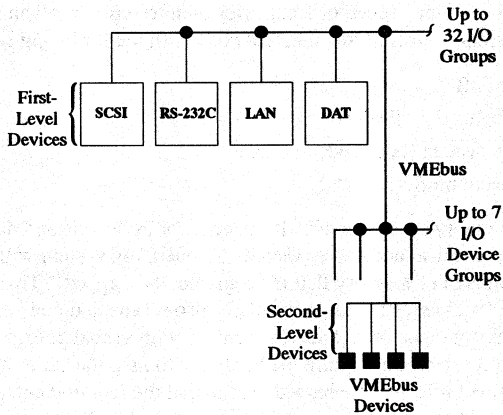 Up to
32 I/O
Groups
First-
Level
Devices
SCSI
RS-232C
LAN
DAT
VMEbus
Up to 7
I/O
Device
Groups
Second-
Level
Devices
VMEbus
Devices